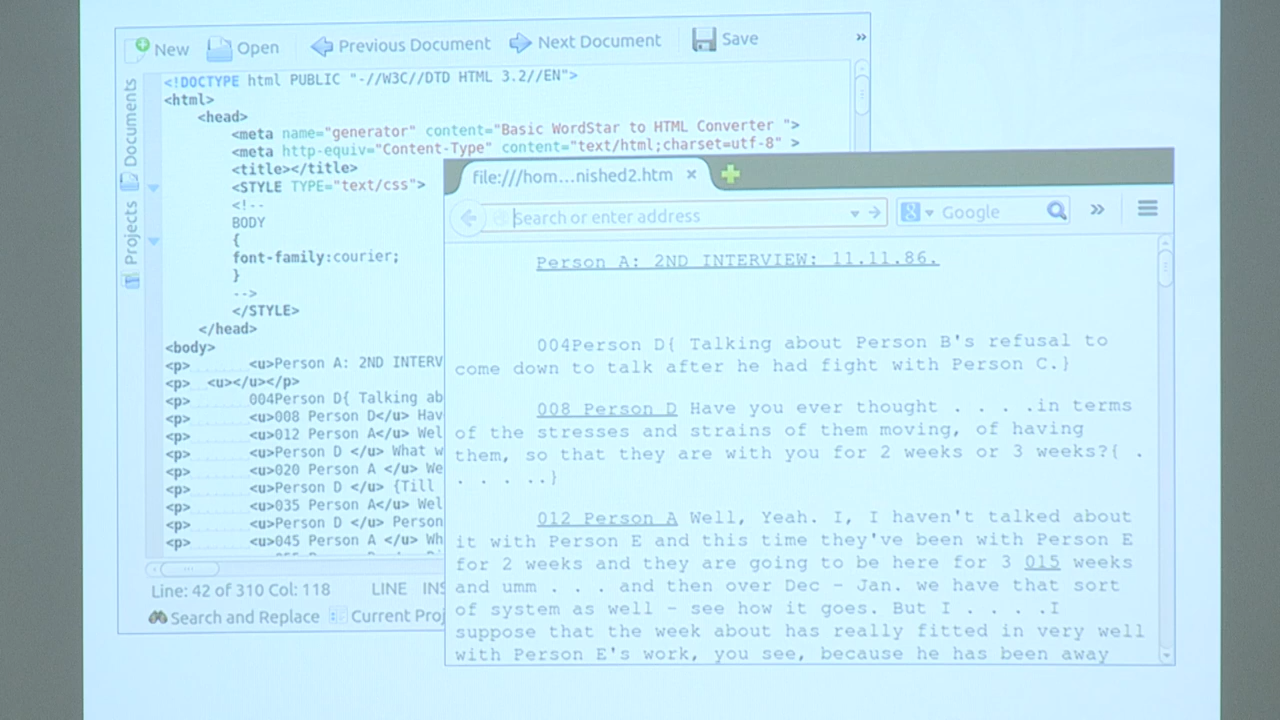 New Open Previous Document Next Document Save »
Documents
Projects
<!DOCTYPE html PUBLIC "-//W3C//DTD HTML 3.2//EN">
<html>
<head>
<meta name="generator" content="Basic WordStar to HTML Converter ">
<meta http-equiv="Content-Type" content="text/html;charset=utf-8" >
<title></title>
<STYLE TYPE="text/css">
<!--
BODY
{
font-family:courier;
}
-->
</STYLE>
</head>
<body>
<p> <u>Person A: 2ND INTERV
<p> <u></u></p>
<p> 004Person D{ Talking ab
<p> <u>008 Person D</u> Hav
<p> <u>012 Person A</u> Wel
<p> <u>Person D </u> What w
<p> <u>020 Person A </u> We
<p> <u>Person D </u> {Till
<p> <u>035 Person A</u> Wel
<p> <u>Person D </u> Person
<p> <u>045 Person A </u> Wh
Line: 42 of 310 Col: 118 LINE INS
Search and Replace Current Proj
file:///hom...nished2.htm ×
Search or enter address Google »
Person A: 2ND INTERVIEW: 11.11.86.
004Person D{ Talking about Person B's refusal to
come down to talk after he had fight with Person C.}
008 Person D Have you ever thought . . . .in terms
of the stresses and strains of them moving, of having
them, so that they are with you for 2 weeks or 3 weeks?{ .
. . . . ..}
012 Person A Well, Yeah. I, I haven't talked about
it with Person E and this time they've been with Person E
for 2 weeks and they are going to be here for 3 015 weeks
and umm . . . and then over Dec - Jan. we have that sort
of system as well - see how it goes. But I . . . .I
suppose that the week about has really fitted in very well
with Person E's work, you see, because he has been away